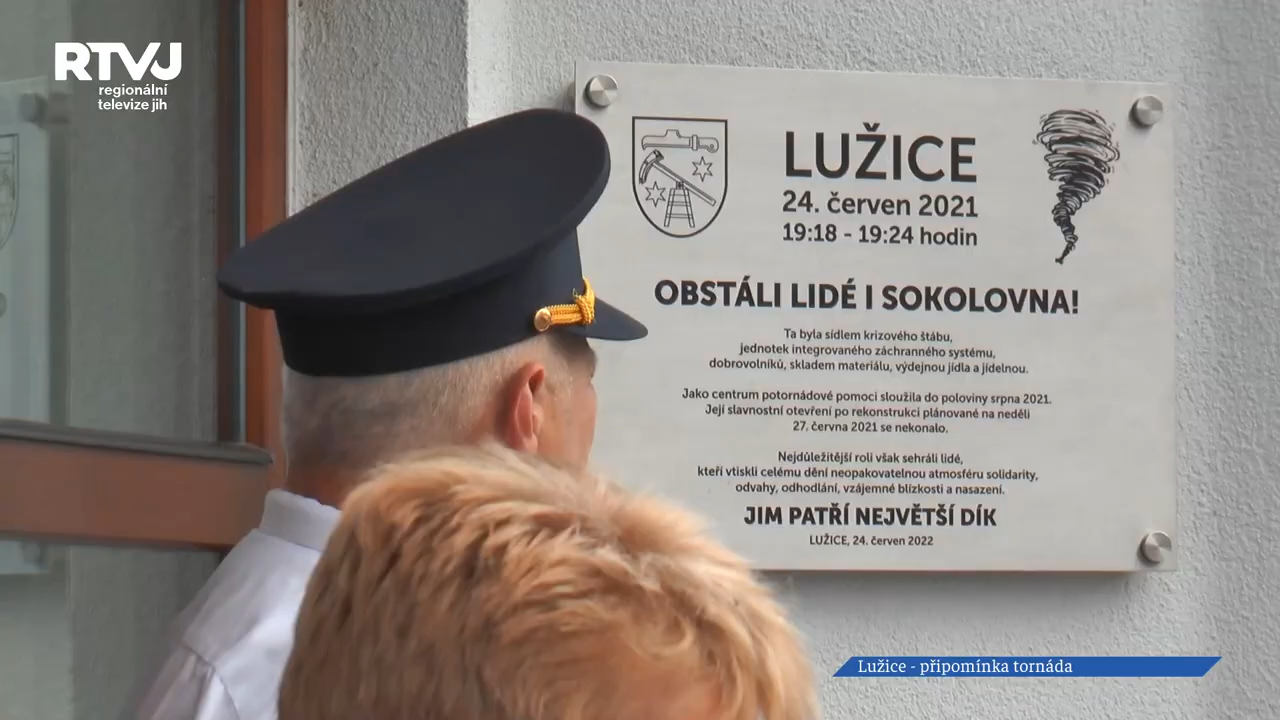 RTVJ
regionální
televize jih
LUŽICE
24. červen 2021
19:18 - 19:24 hodin
OBSTÁLI LIDÉ I SOKOLOVNA!
Ta byla sídlem krizového štábu,
jednotek integrovaného záchranného systému,
dobrovolníků, skladem materiálu, výdejnou jídla a jídelnou.
Jako centrum potornádové pomoci sloužila do poloviny srpna 2021.
Její slavnostní otevření po rekonstrukci plánované na neděli
27. června 2021 se nekonalo.
Nejdůležitější roli však sehráli lidé,
kteří vtiskli celému dění neopakovatelnou atmosféru solidarity,
odvahy, odhodlání, vzájemné blízkosti a nasazení.
JIM PATŘÍ NEJVĚTŠÍ DÍK
LUŽICE, 24. červen 2022
Lužice - připomínka tornáda